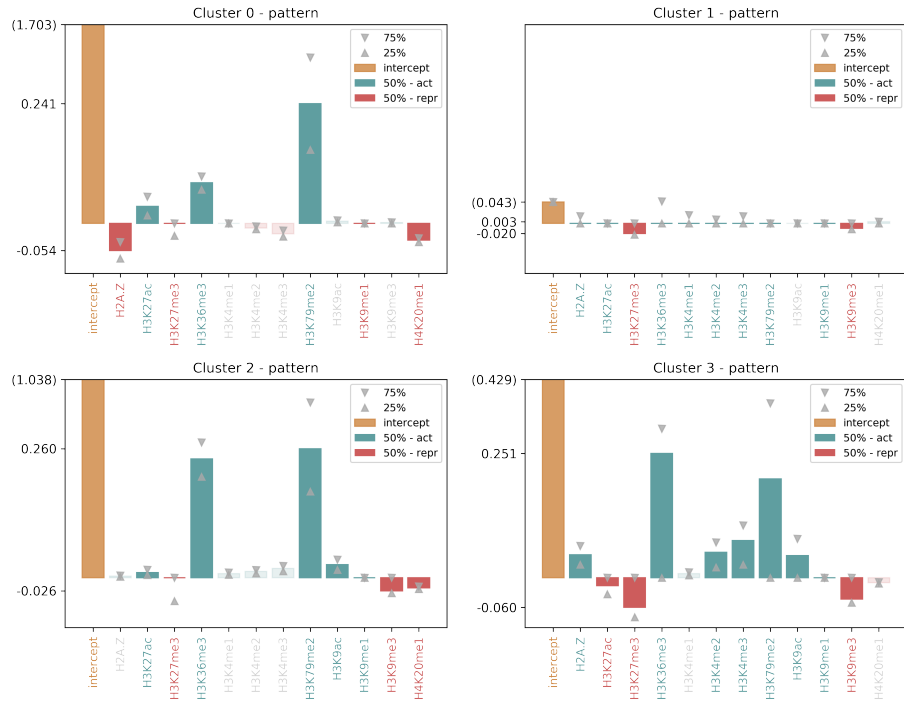 Cluster 0 - pattern
(1.703)
0.241
-0.054
75%
25%
intercept
50% - act
50% - repr
intercept
H2A.Z
H3K27ac
H3K27me3
H3K36me3
H3K4me1
H3K4me2
H3K4me3
H3K79me2
H3K9ac
H3K9me1
H3K9me3
H4K20me1
Cluster 1 - pattern
(0.043)
0.003
-0.020
75%
25%
intercept
50% - act
50% - repr
intercept
H2A.Z
H3K27ac
H3K27me3
H3K36me3
H3K4me1
H3K4me2
H3K4me3
H3K79me2
H3K9ac
H3K9me1
H3K9me3
H4K20me1
Cluster 2 - pattern
(1.038)
0.260
-0.026
75%
25%
intercept
50% - act
50% - repr
intercept
H2A.Z
H3K27ac
H3K27me3
H3K36me3
H3K4me1
H3K4me2
H3K4me3
H3K79me2
H3K9ac
H3K9me1
H3K9me3
H4K20me1
Cluster 3 - pattern
(0.429)
0.251
-0.060
75%
25%
intercept
50% - act
50% - repr
intercept
H2A.Z
H3K27ac
H3K27me3
H3K36me3
H3K4me1
H3K4me2
H3K4me3
H3K79me2
H3K9ac
H3K9me1
H3K9me3
H4K20me1